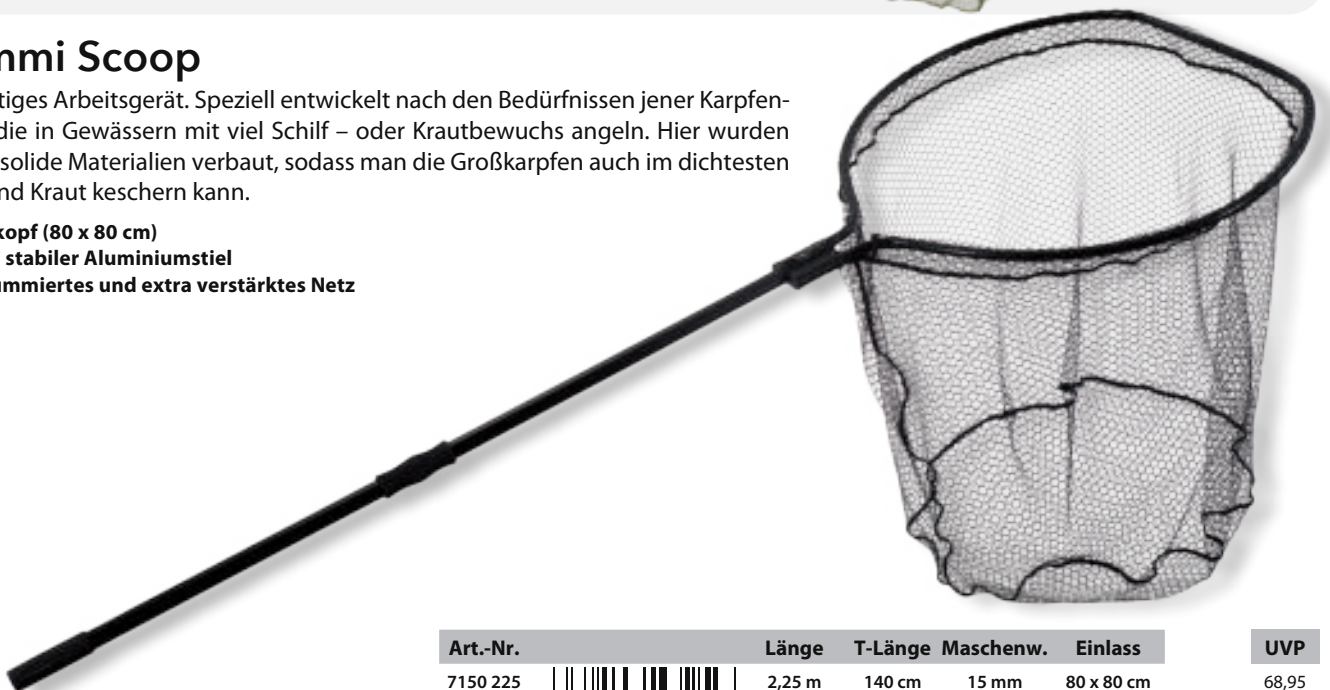 mmi Scoop
tiges Arbeitsgerät. Speziell entwickelt nach den Bedürfnissen jener Karpfen-
die in Gewässern mit viel Schilf – oder Krautbewuchs angeln. Hier wurden
solide Materialien verbaut, sodass man die Großkarpfen auch im dichtesten
nd Kraut keschern kann.
kopf (80 x 80 cm)
stabiler Aluminiumstiel
ummiertes und extra verstärktes Netz
Art.-Nr. Länge T-Länge Maschenw. Einlass UVP
7150 225 2,25 m 140 cm 15 mm 80 x 80 cm 68,95